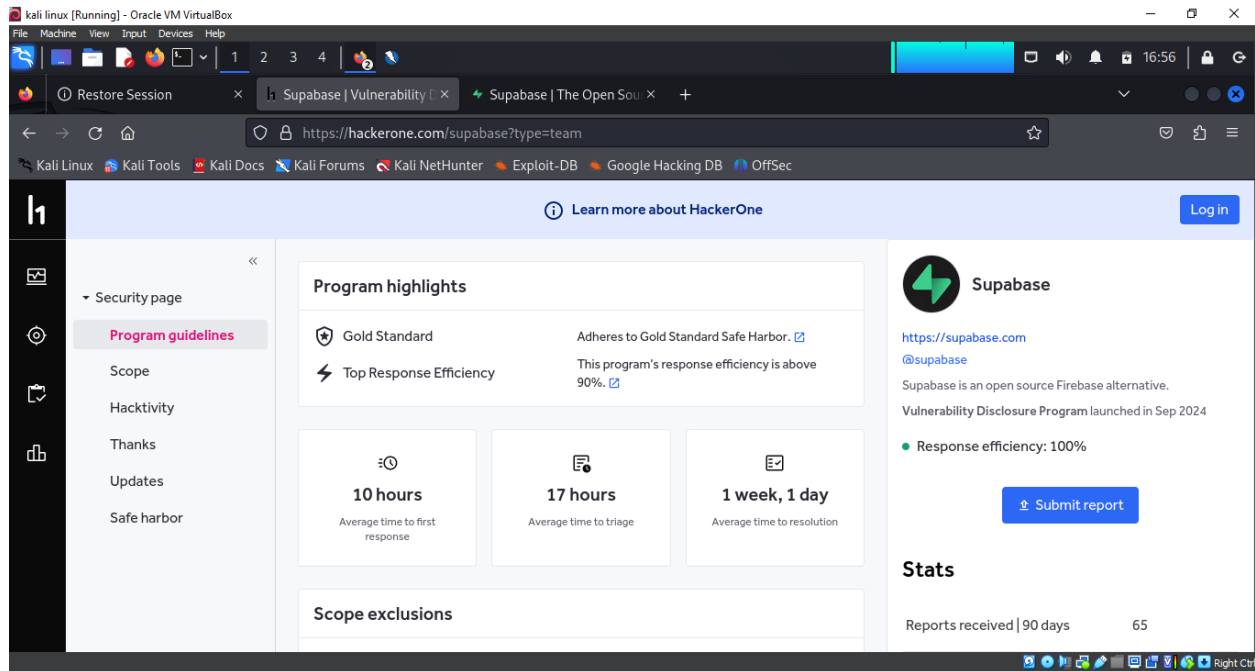 kali linux [Running] - Oracle VM VirtualBox
File Machine View Input Devices Help
1 2 3 4 2 16:56
Restore Session
Supabase | Vulnerability D
Supabase | The Open Sou
https://hackerone.com/supabase?type=team
Kali Linux Kali Tools Kali Docs Kali Forums Kali NetHunter Exploit-DB Google Hacking DB OffSec
Learn more about HackerOne
Log in
Security page
Program guidelines
Scope
Hacktivity
Thanks
Updates
Safe harbor
Program highlights
Gold Standard
Adheres to Gold Standard Safe Harbor.
Top Response Efficiency
This program's response efficiency is above
90%.
10 hours
Average time to first
response
17 hours
Average time to triage
1 week, 1 day
Average time to resolution
Scope exclusions
Supabase
https://supabase.com
@supabase
Supabase is an open source Firebase alternative.
Vulnerability Disclosure Program launched in Sep 2024
Response efficiency: 100%
Submit report
Stats
Reports received | 90 days 65
Right Ctr